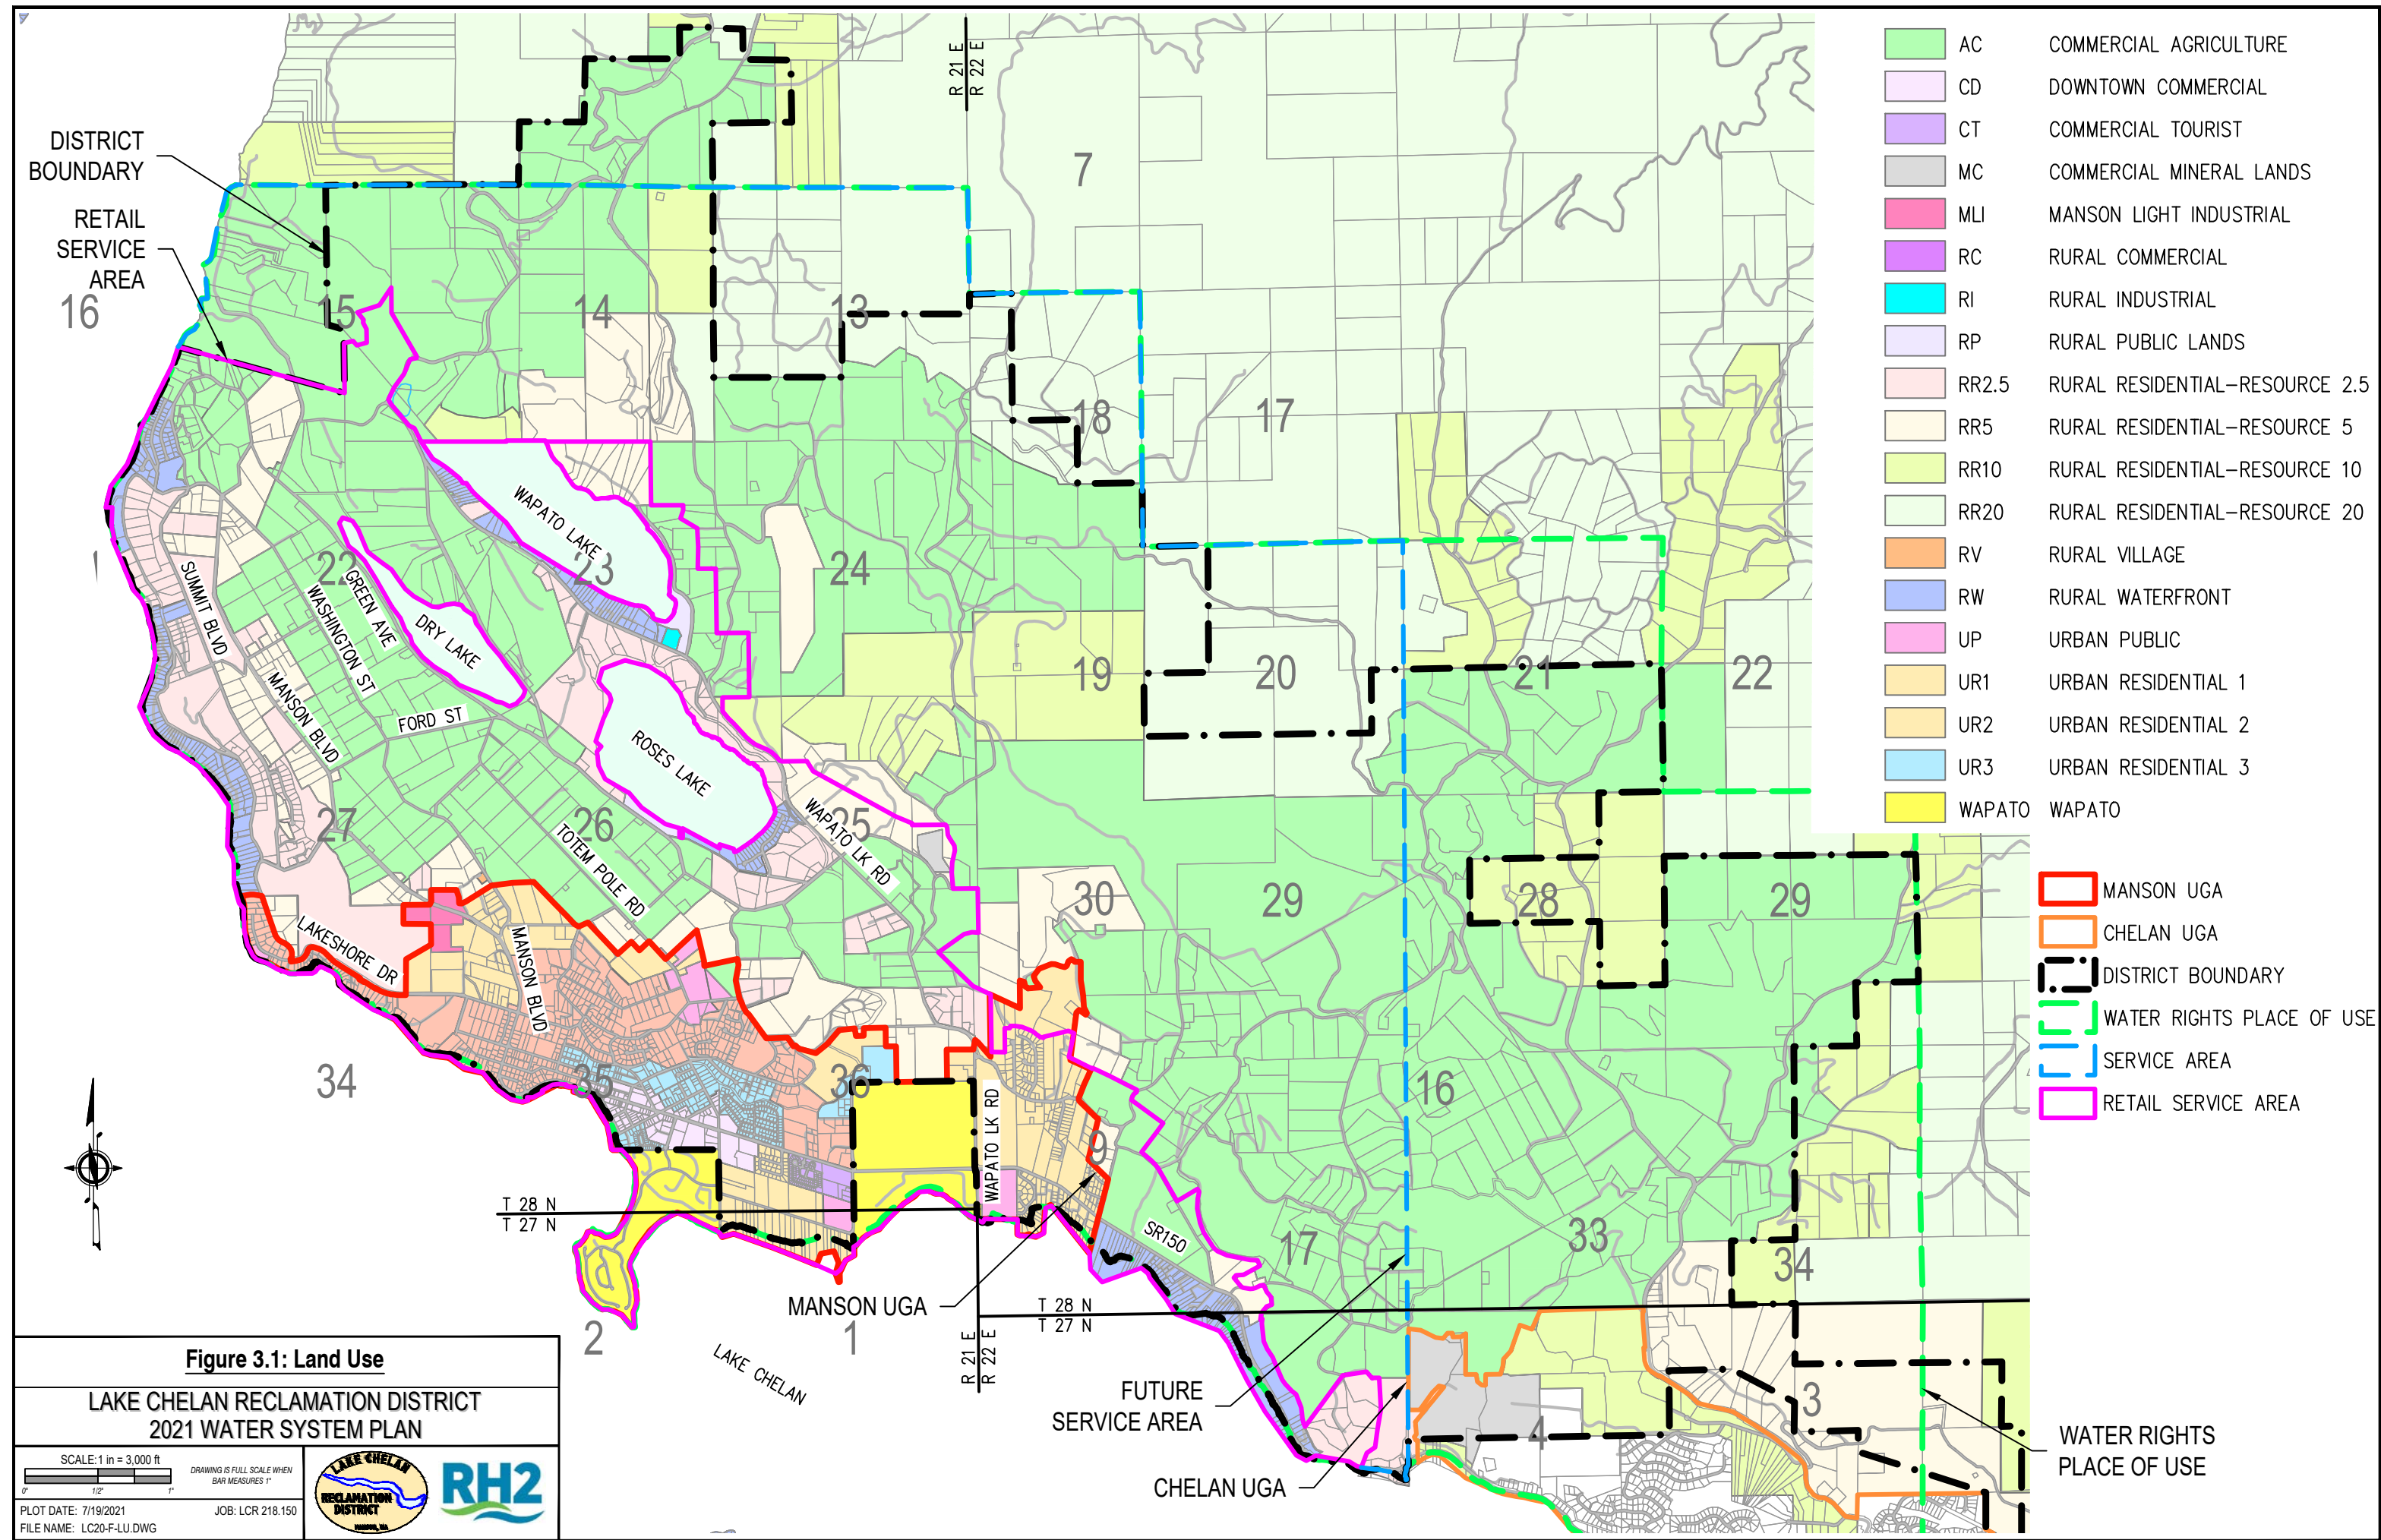 R 21 E
R 22 E
DISTRICT
BOUNDARY
RETAIL
SERVICE
AREA
7
16
15
14
13
18
17
WAPATO LAKE
22
23
24
GREEN AVE
WASHINGTON ST
SUMMIT BLVD
DRY LAKE
MANSON BLVD
FORD ST
19
20
21
22
ROSES LAKE
27
26
25
TOTEM POLE RD
WAPATO LK RD
30
29
28
29
LAKESHORE DR
MANSON BLVD
34
35
36
16
WAPATO LK RD
9
T 28 N
T 27 N
SR150
17
33
34
MANSON UGA
T 28 N
T 27 N
2
1
R 21 E
R 22 E
LAKE CHELAN
FUTURE
SERVICE AREA
CHELAN UGA
4
3
WATER RIGHTS
PLACE OF USE
AC COMMERCIAL AGRICULTURE
CD DOWNTOWN COMMERCIAL
CT COMMERCIAL TOURIST
MC COMMERCIAL MINERAL LANDS
MLI MANSON LIGHT INDUSTRIAL
RC RURAL COMMERCIAL
RI RURAL INDUSTRIAL
RP RURAL PUBLIC LANDS
RR2.5 RURAL RESIDENTIAL-RESOURCE 2.5
RR5 RURAL RESIDENTIAL-RESOURCE 5
RR10 RURAL RESIDENTIAL-RESOURCE 10
RR20 RURAL RESIDENTIAL-RESOURCE 20
RV RURAL VILLAGE
RW RURAL WATERFRONT
UP URBAN PUBLIC
UR1 URBAN RESIDENTIAL 1
UR2 URBAN RESIDENTIAL 2
UR3 URBAN RESIDENTIAL 3
WAPATO WAPATO
MANSON UGA
CHELAN UGA
DISTRICT BOUNDARY
WATER RIGHTS PLACE OF USE
SERVICE AREA
RETAIL SERVICE AREA
Figure 3.1: Land Use
LAKE CHELAN RECLAMATION DISTRICT
2021 WATER SYSTEM PLAN
SCALE: 1 in = 3,000 ft
0" 1/2" 1"
DRAWING IS FULL SCALE WHEN
BAR MEASURES 1"
PLOT DATE: 7/19/2021 JOB: LCR 218.150
FILE NAME: LC20-F-LU.DWG
LAKE CHELAN
RECLAMATION
DISTRICT
MANSON, WA
RH2